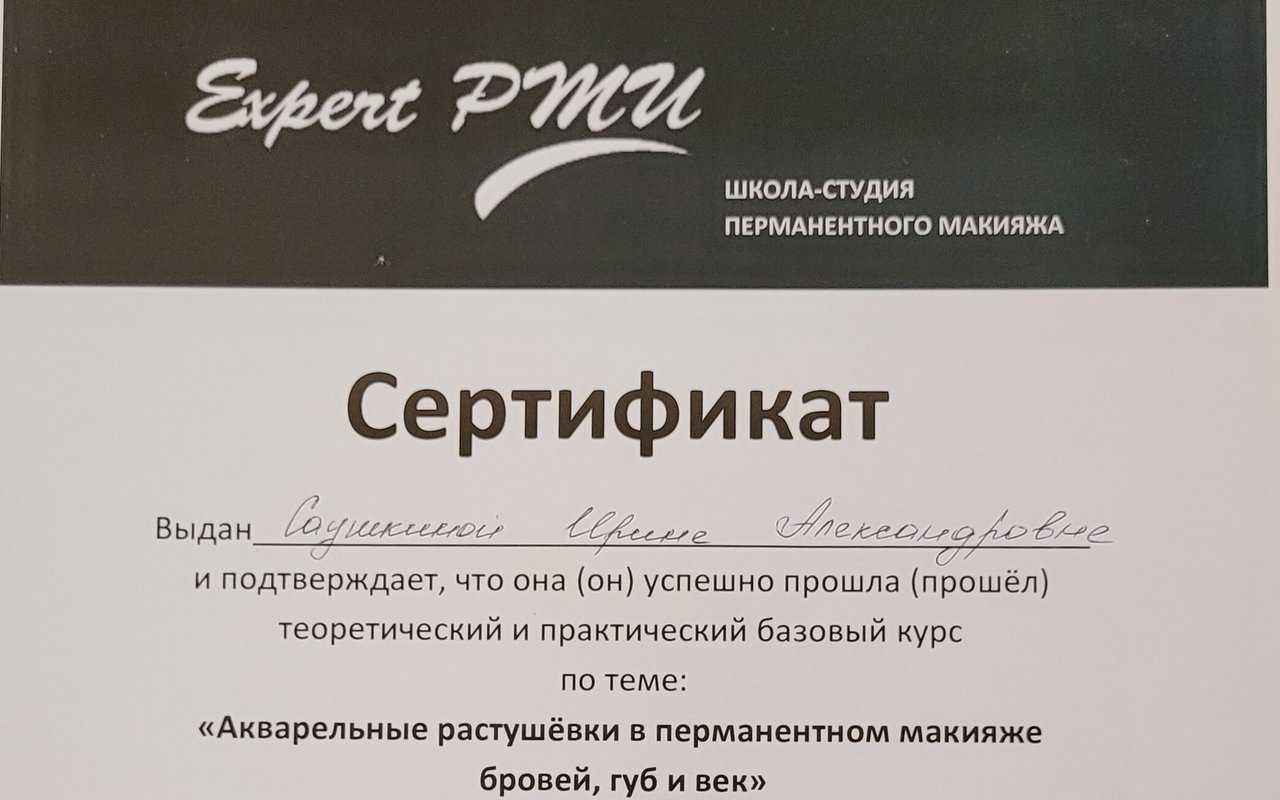 Expert РМИ
ШКОЛА-СТУДИЯ
ПЕРМАНЕНТНОГО МАКИЯЖА
Сертификат
Выдан Саушкиной Ирине Александровне
и подтверждает, что она (он) успешно прошла (прошёл)
теоретический и практический базовый курс
по теме:
«Акварельные растушёвки в перманентном макияже
бровей, губ и век»